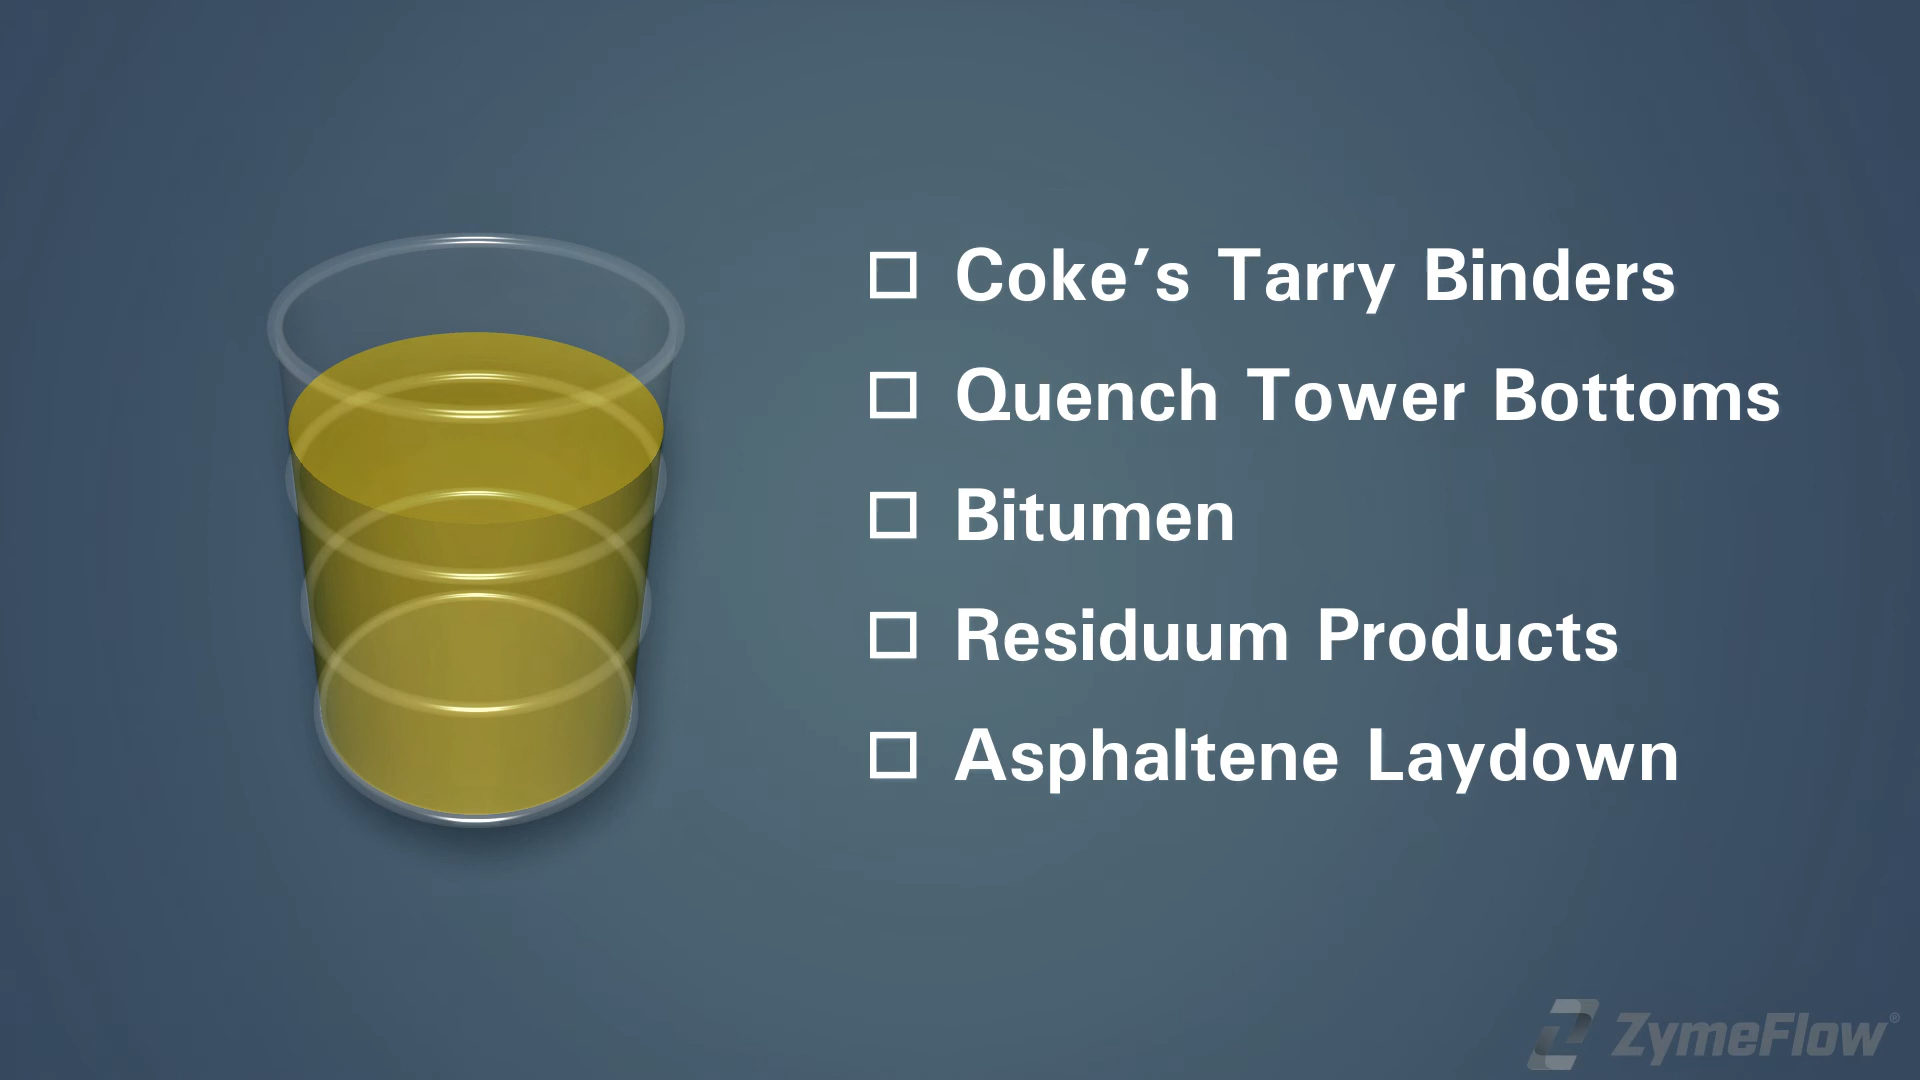 Coke’s Tarry Binders
Quench Tower Bottoms
Bitumen
Residuum Products
Asphaltene Laydown
ZymeFlow®